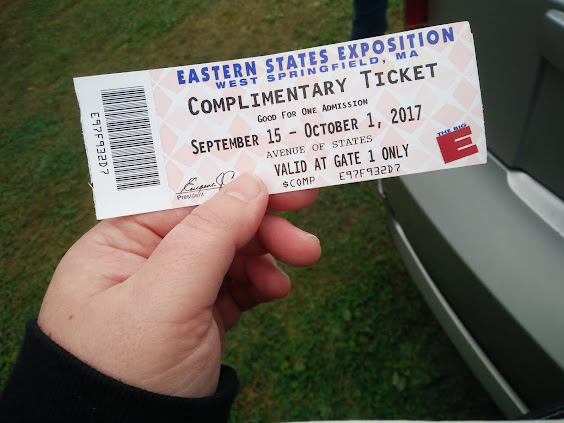 EASTERN STATES EXPOSITION
WEST SPRINGFIELD, MA
COMPLIMENTARY TICKET
GOOD FOR ONE ADMISSION
SEPTEMBER 15 - OCTOBER 1, 2017
AVENUE OF STATES
VALID AT GATE 1 ONLY
$COMP E97F932D7
President
THE BIG
E
E97F932D7